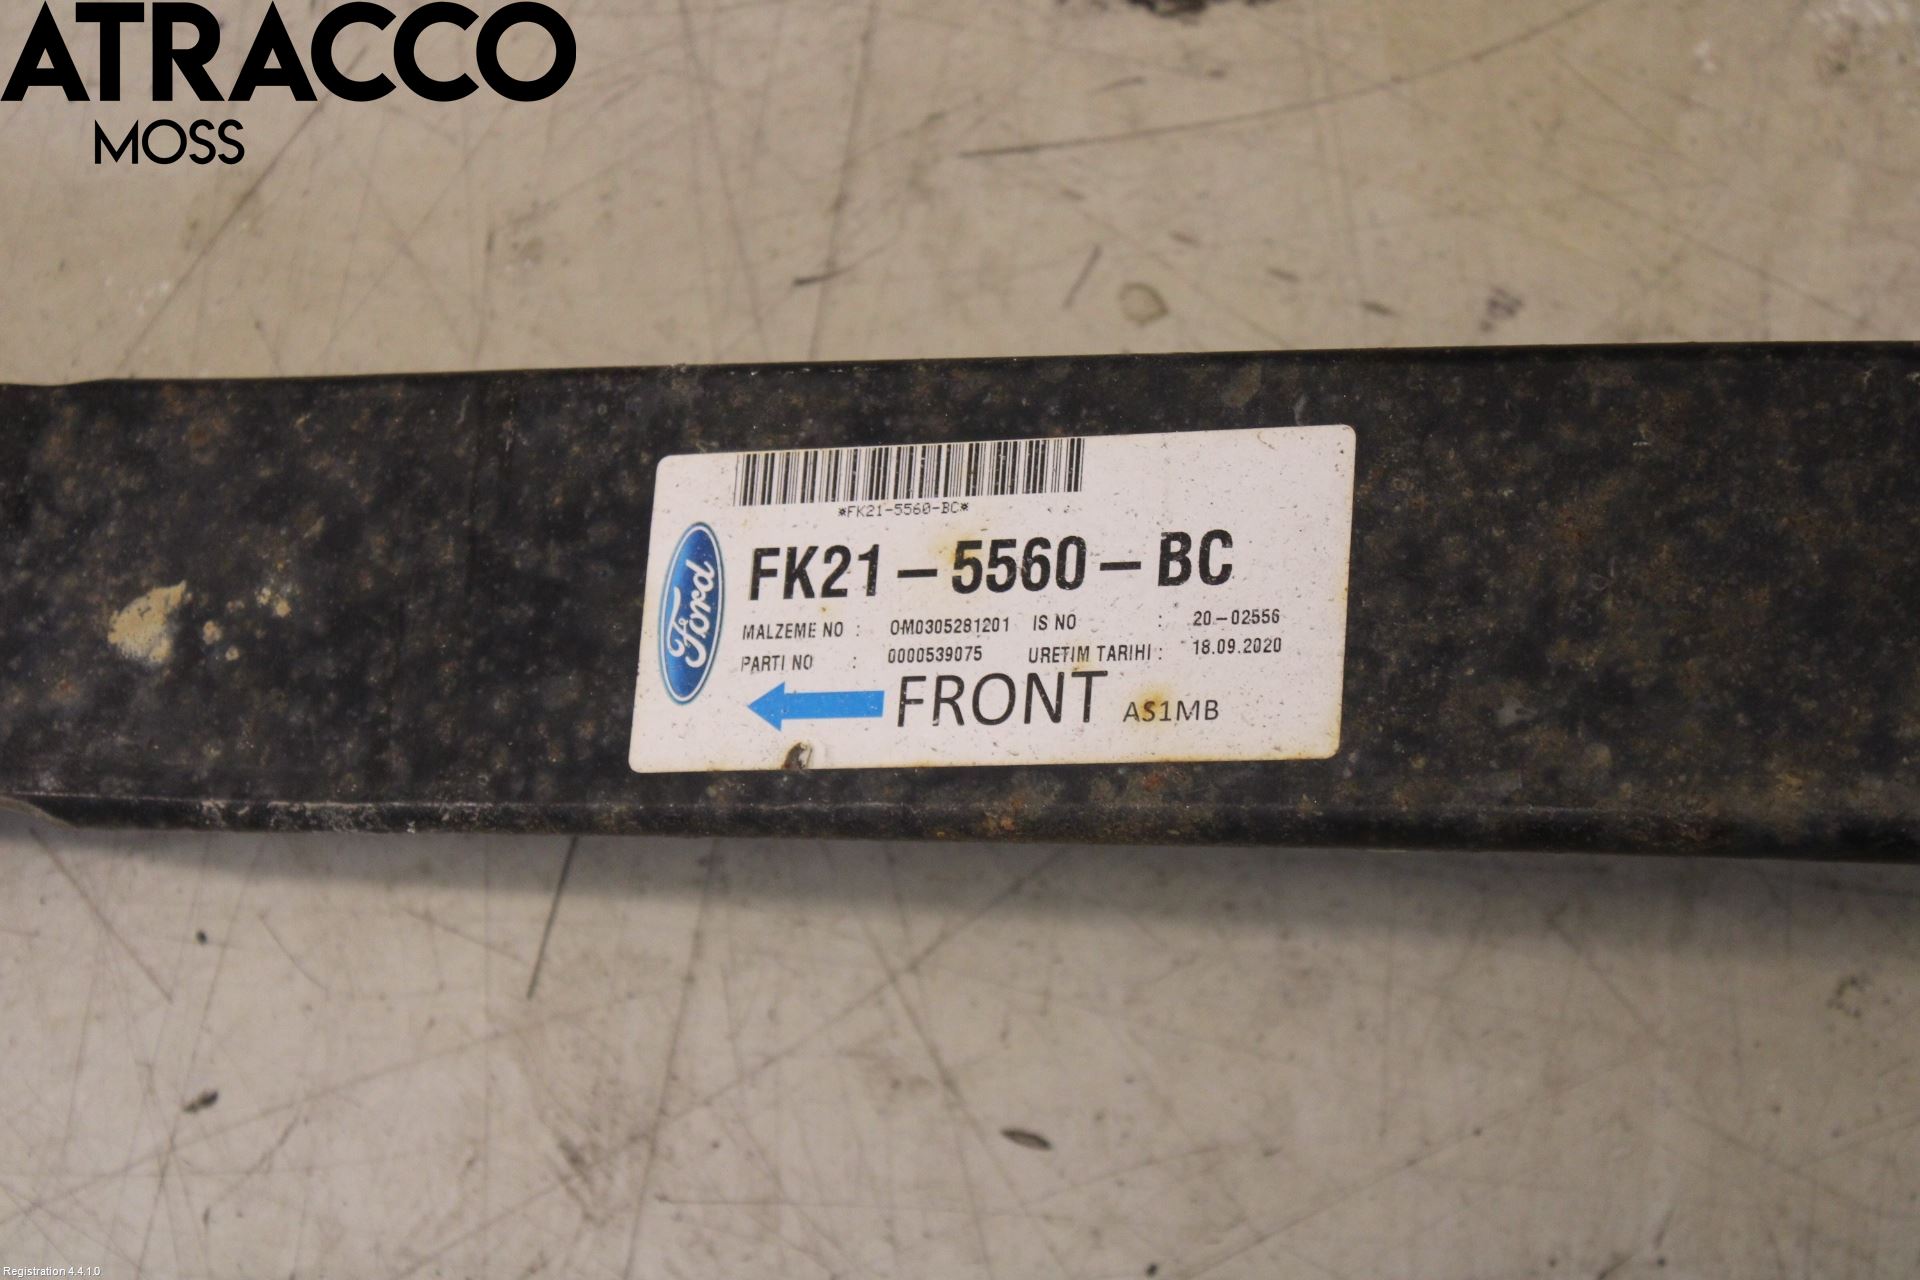 ATRACCO
MOSS
*FK21-5560-BC*
FK21-5560-BC
Ford
MALZEME NO : 0M0305281201 IS NO : 20-02556
PARTI NO : 0000539075 URETIM TARIHI : 18.09.2020
FRONT AS1MB
Registration 4.4.1.0